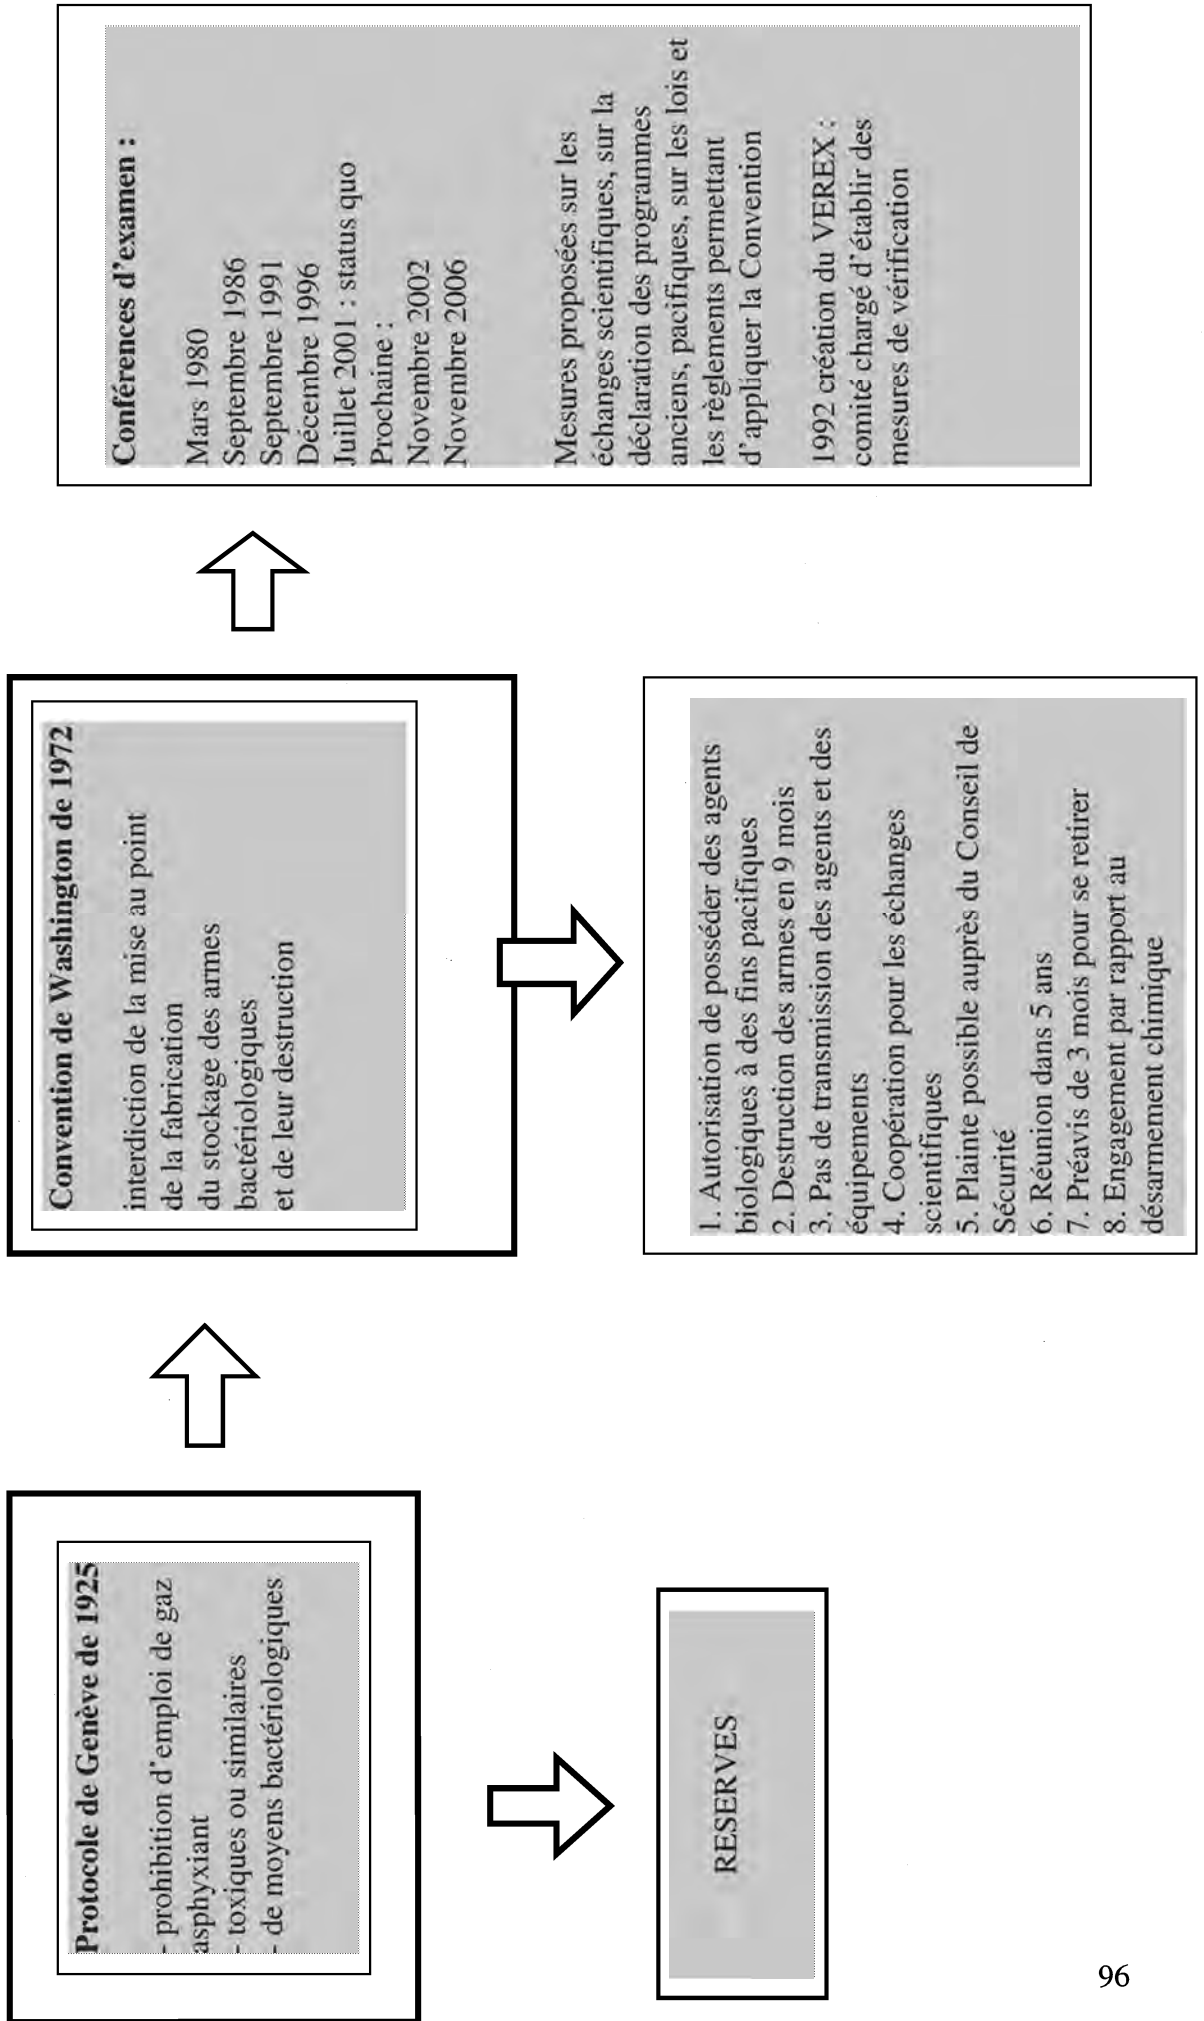 Protocole de Genève de 1925
- prohibition d'emploi de gaz
asphyxiant
- toxiques ou similaires
- de moyens bactériologiques
RESERVES
Convention de Washington de 1972
interdiction de la mise au point
de la fabrication
du stockage des armes
bactériologiques
et de leur destruction
1. Autorisation de posséder des agents
biologiques à des fins pacifiques
2. Destruction des armes en 9 mois
3. Pas de transmission des agents et des
équipements
4. Coopération pour les échanges
scientifiques
5. Plainte possible auprès du Conseil de
Sécurité
6. Réunion dans 5 ans
7. Préavis de 3 mois pour se retirer
8. Engagement par rapport au
désarmement chimique
Conférences d'examen :
Mars 1980
Septembre 1986
Septembre 1991
Décembre 1996
Juillet 2001 : status quo
Prochaine :
Novembre 2002
Novembre 2006
Mesures proposées sur les
échanges scientifiques, sur la
déclaration des programmes
anciens, pacifiques, sur les lois et
les règlements permettant
d'appliquer la Convention
1992 création du VEREX :
comité chargé d'établir des
mesures de vérification
96